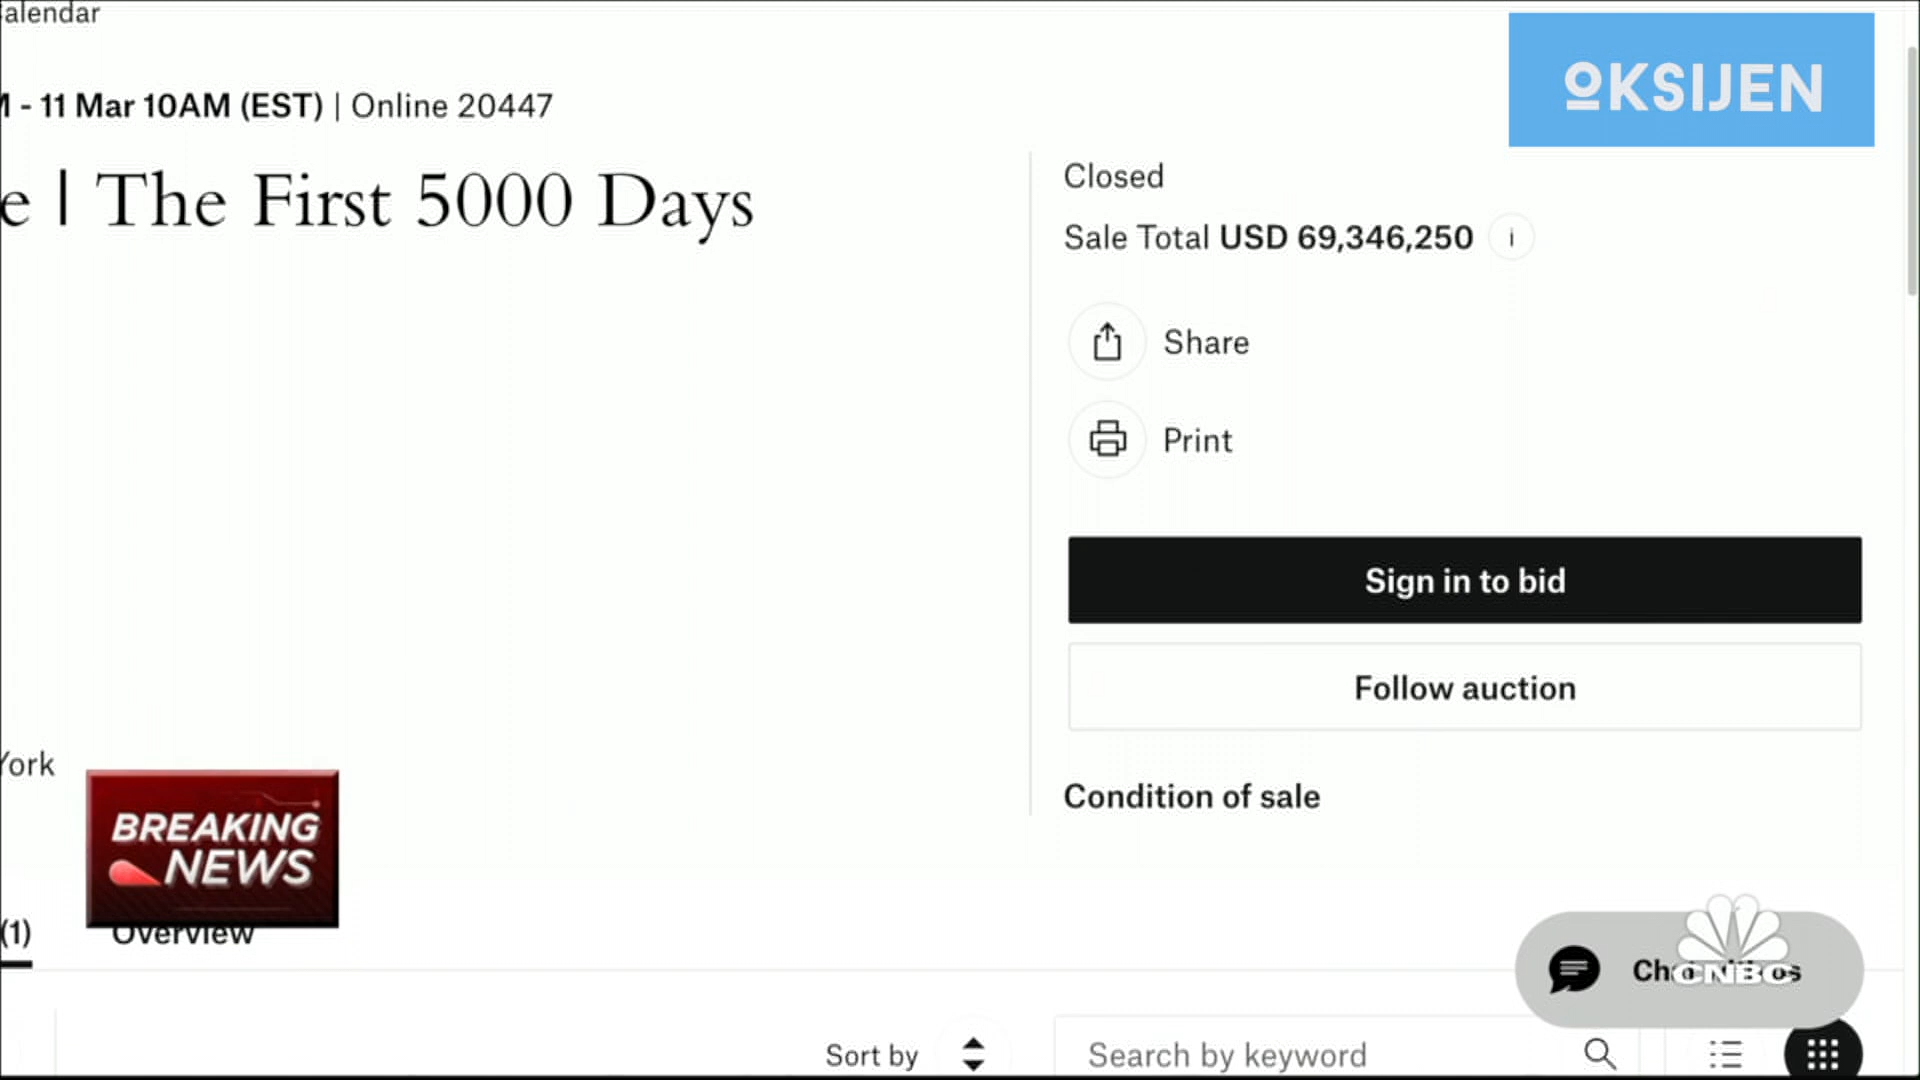 alendar
OKSIJEN
- 11 Mar 10AM (EST) | Online 20447
e | The First 5000 Days
Closed
Sale Total USD 69,346,250
i
Share
Print
Sign in to bid
Follow auction
York
Condition of sale
BREAKING
NEWS
(1)
Overview
CNBC
Sort by
Search by keyword